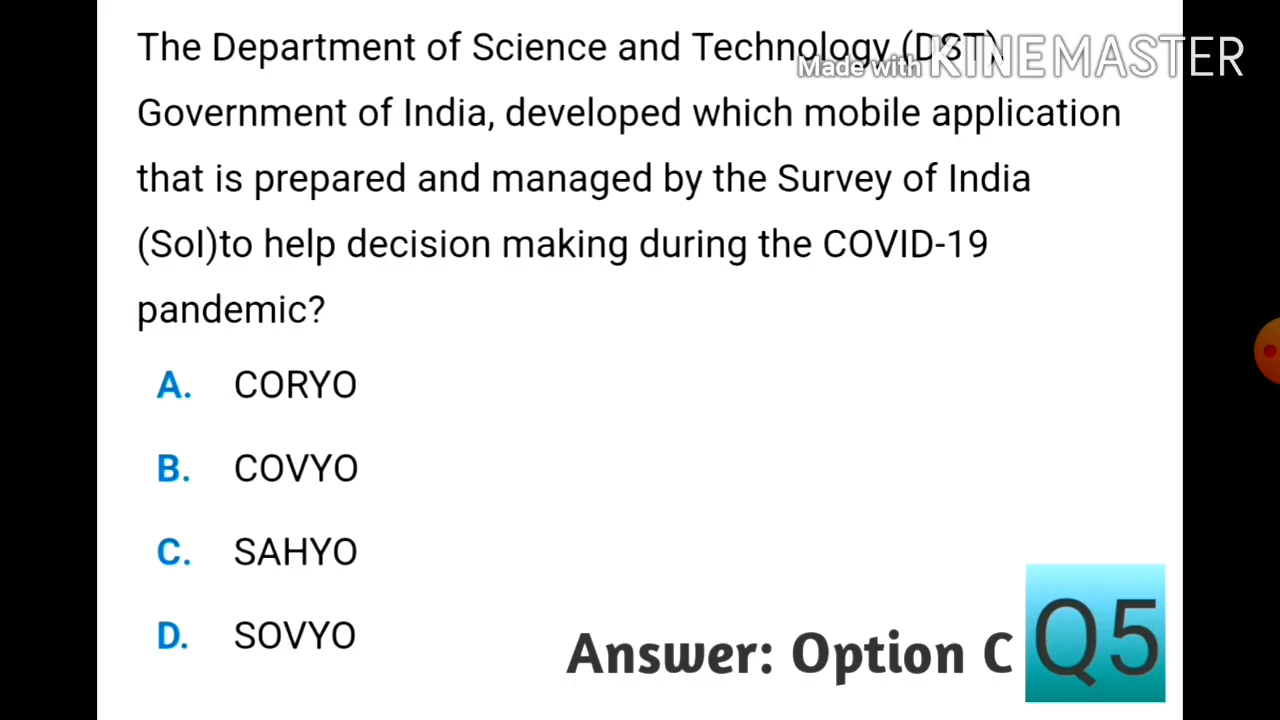 The Department of Science and Technology (DST)
Made with KINEMASTER
Government of India, developed which mobile application
that is prepared and managed by the Survey of India
(SoI)to help decision making during the COVID-19
pandemic?
A. CORYO
B. COVYO
C. SAHYO
D. SOVYO
Answer: Option C
Q5